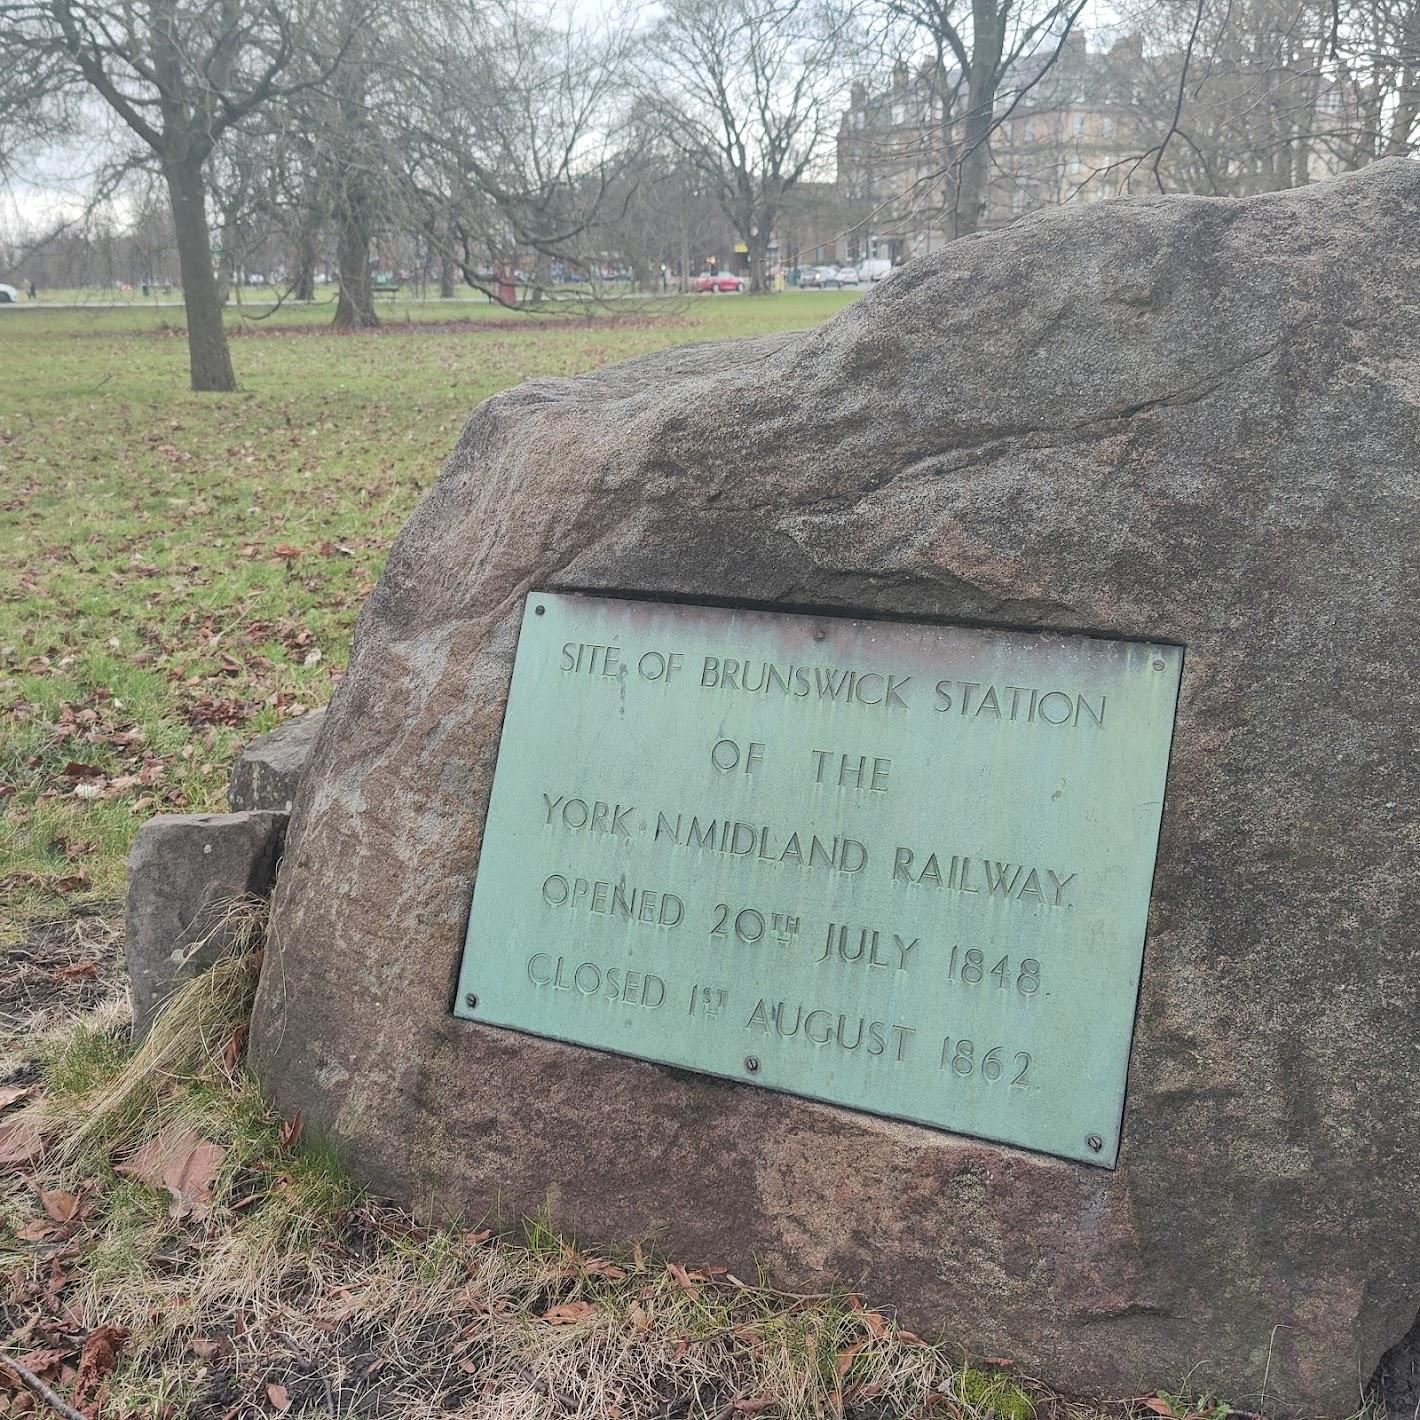 SITE OF BRUNSWICK STATION
OF THE
YORK N.MIDLAND RAILWAY.
OPENED 20TH JULY 1848.
CLOSED 1ST AUGUST 1862.